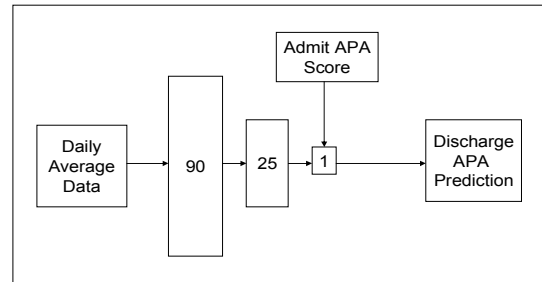 Admit APA
Score
Daily
Average
Data
90
25
1
Discharge
APA
Prediction